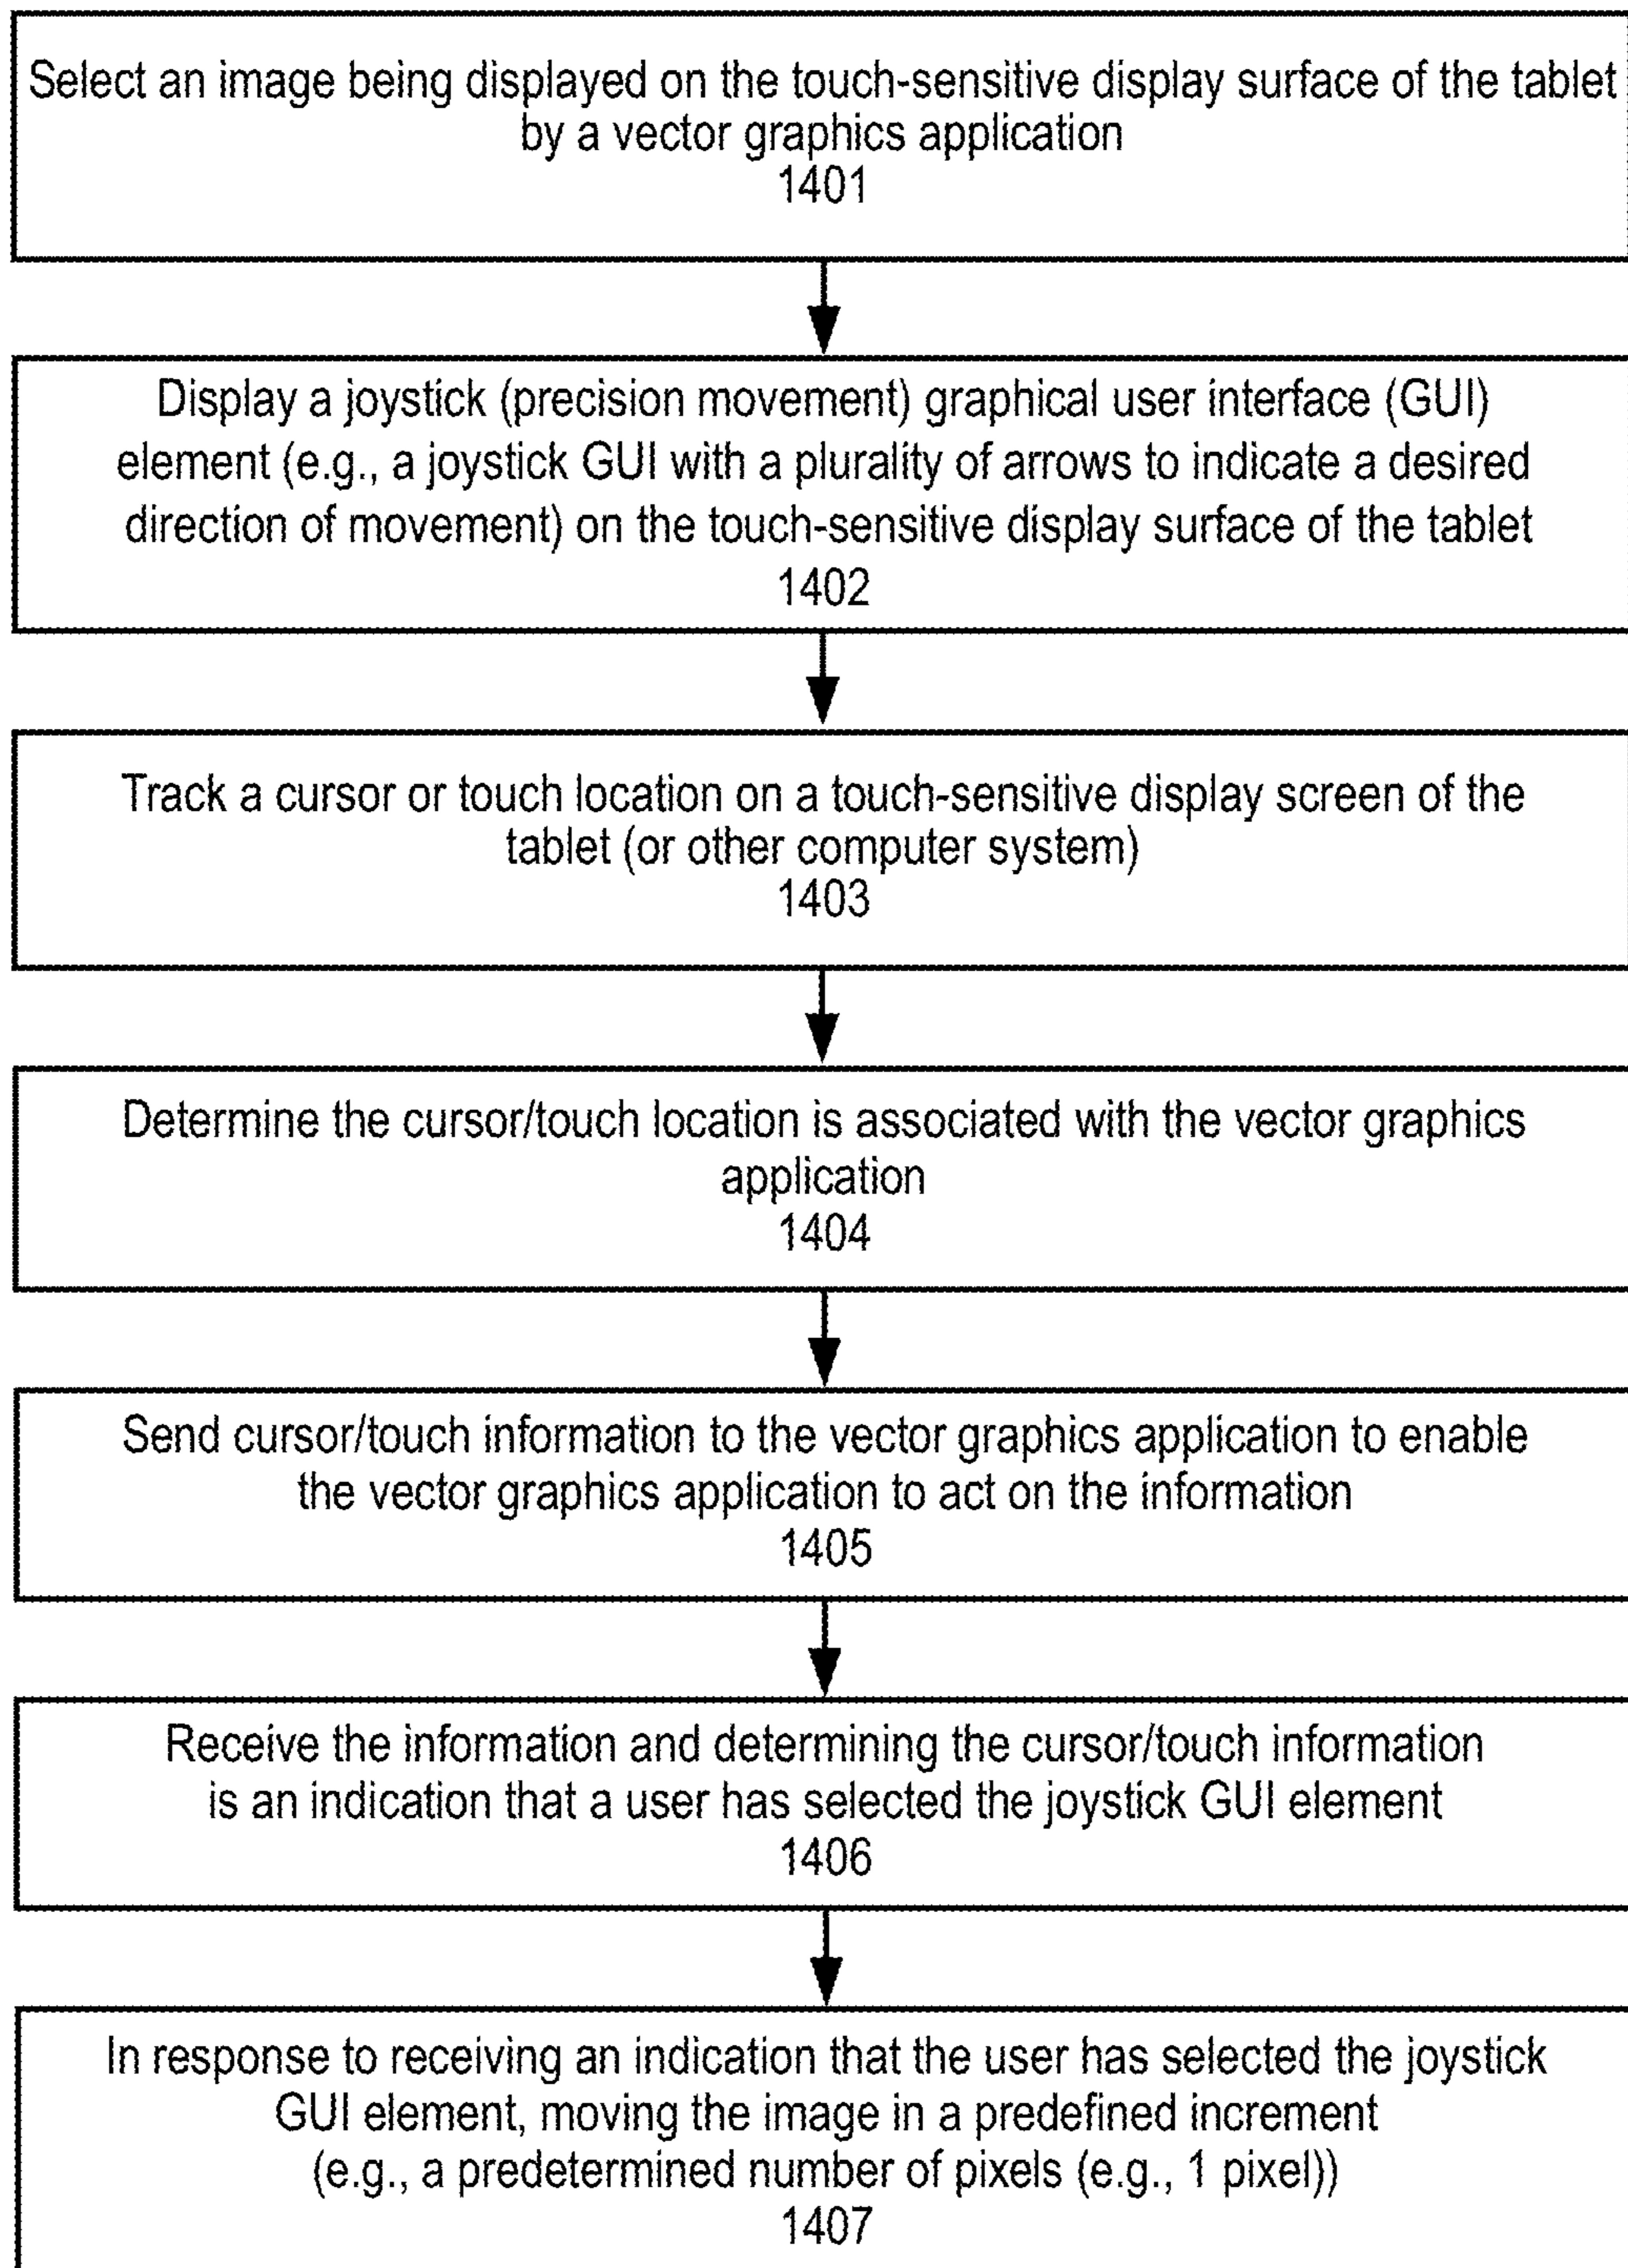 Select an image being displayed on the touch-sensitive display surface of the tablet
by a vector graphics application
1401
Display a joystick (precision movement) graphical user interface (GUI)
element (e.g., a joystick GUI with a plurality of arrows to indicate a desired
direction of movement) on the touch-sensitive display surface of the tablet
1402
Track a cursor or touch location on a touch-sensitive display screen of the
tablet (or other computer system)
1403
Determine the cursor/touch location is associated with the vector graphics
application
1404
Send cursor/touch information to the vector graphics application to enable
the vector graphics application to act on the information
1405
Receive the information and determining the cursor/touch information
is an indication that a user has selected the joystick GUI element
1406
In response to receiving an indication that the user has selected the joystick
GUI element, moving the image in a predefined increment
(e.g., a predetermined number of pixels (e.g., 1 pixel))
1407